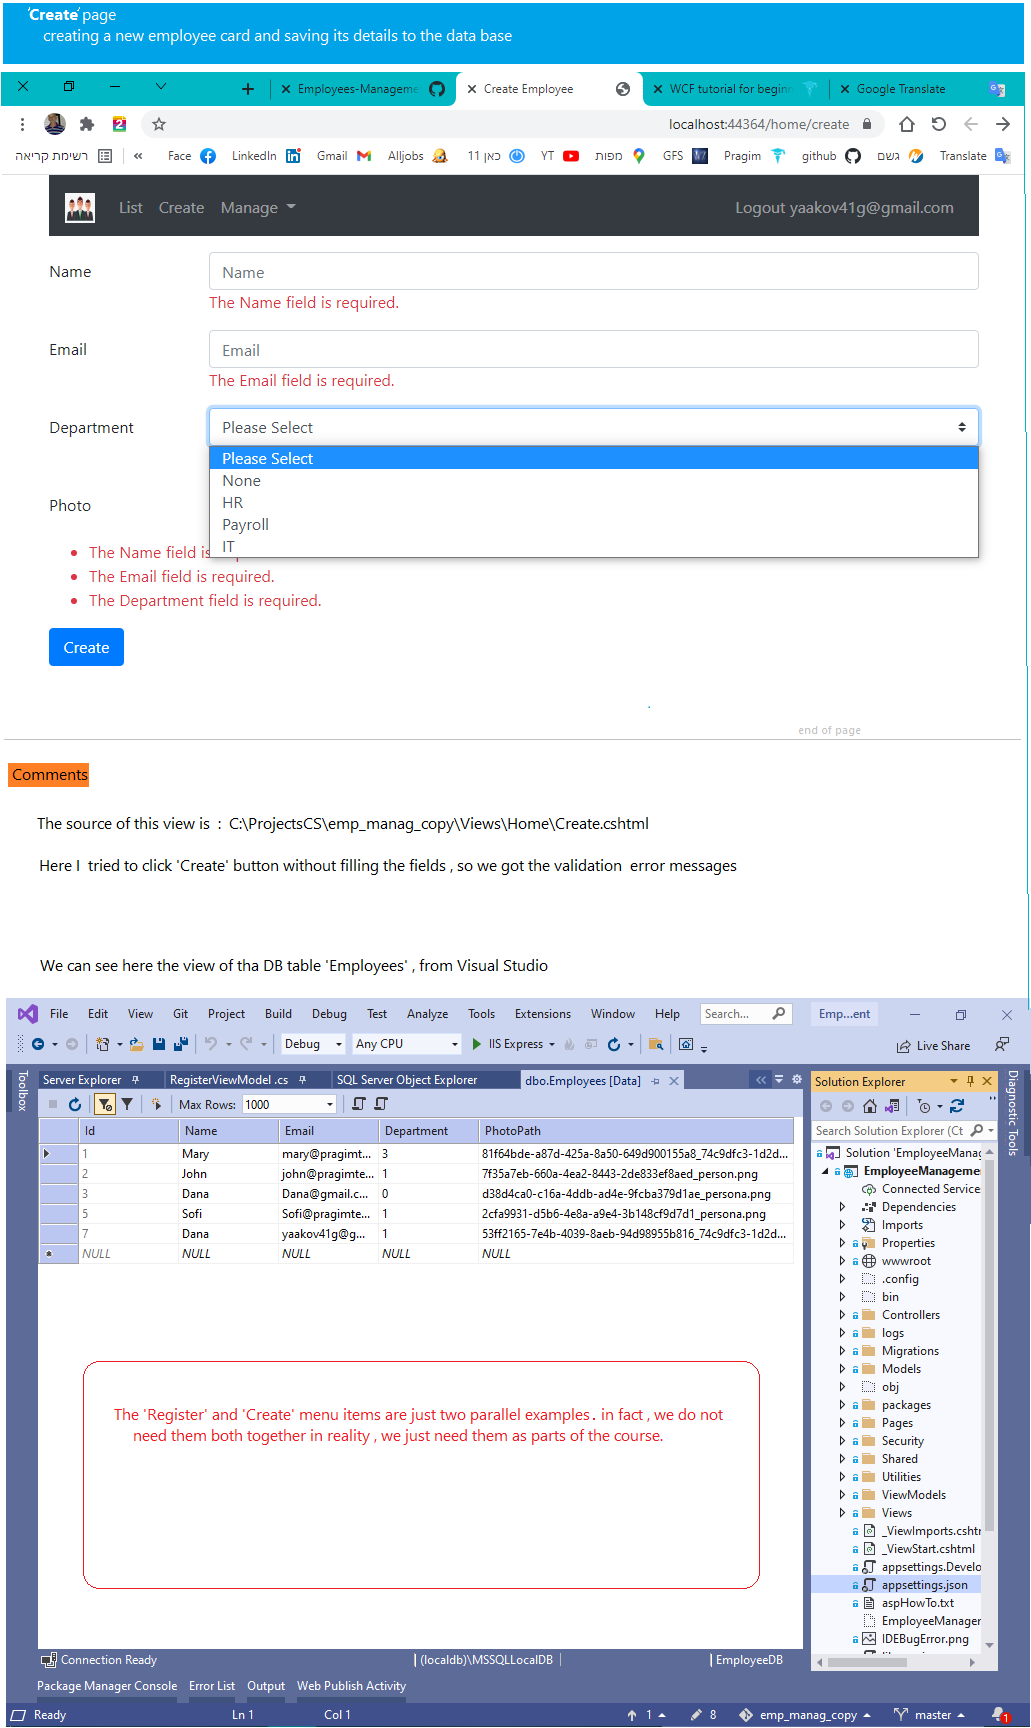 'Create' page
creating a new employee card and saving its details to the data base
Employees-Manageme
Create Employee
WCF tutorial for beginn
Google Translate
localhost:44364/home/create
רשימת קריאה
«
Face
LinkedIn
Gmail
Alljobs
כאן 11
YT
מפות
GFS
Pragim
github
גשם
Translate
List Create Manage
Logout yaakov41g@gmail.com
Name
Name
The Name field is required.
Email
Email
The Email field is required.
Department
Please Select
Please Select
None
HR
Payroll
IT
Photo
The Name field is
The Email field is required.
The Department field is required.
Create
end of page
Comments
The source of this view is : C:\ProjectsCS\emp_manag_copy\Views\Home\Create.cshtml
Here I tried to click 'Create' button without filling the fields , so we got the validation error messages
We can see here the view of tha DB table 'Employees' , from Visual Studio
File Edit View Git Project Build Debug Test Analyze Tools Extensions Window Help Search... Emp...ent
Debug Any CPU IIS Express Live Share
Toolbox
Server Explorer RegisterViewModel .cs SQL Server Object Explorer dbo.Employees [Data]
Max Rows: 1000
Id Name Email Department PhotoPath
1 Mary mary@pragimte... 3 81f64bde-a87d-425a-8a50-649d900155a8_74c9dfc3-1d2d...
2 John john@pragimte... 1 7f35a7eb-660a-4ea2-8443-2de833ef8aed_person.png
3 Dana Dana@gmail.c... 0 d38d4ca0-c16a-4ddb-ad4e-9fcba379d1ae_persona.png
5 Sofi Sofi@pragimte... 1 2cfa9931-d5b6-4e8a-a9e4-3b148cf9d7d1_persona.png
7 Dana yaakov41g@g... 1 53ff2165-7e4b-4039-8aeb-94d98955b816_74c9dfc3-1d2d...
NULL NULL NULL NULL NULL
The 'Register' and 'Create' menu items are just two parallel examples. in fact , we do not
need them both together in reality , we just need them as parts of the course.
Connection Ready
(localdb)\MSSQLLocalDB
EmployeeDB
Package Manager Console Error List Output Web Publish Activity
Solution Explorer
Search Solution Explorer (Ct
Solution 'EmployeeManag
EmployeeManageme
Connected Service
Dependencies
Imports
Properties
wwwroot
.config
bin
Controllers
logs
Migrations
Models
obj
packages
Pages
Security
Shared
Utilities
ViewModels
Views
_ViewImports.csht
_ViewStart.cshtml
appsettings.Develo
appsettings.json
aspHowTo.txt
EmployeeManager
IDEBugError.png
Diagnostic Tools
Ready
Ln 1 Col 1
1 8 emp_manag_copy master 1